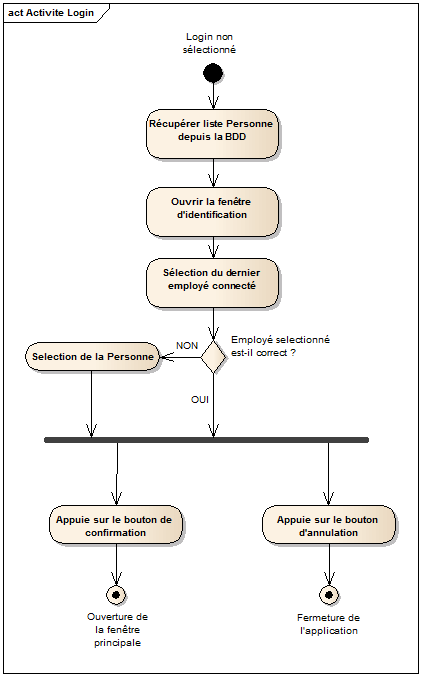 act Activite Login
Login non
sélectionné
Récupérer liste Personne
depuis la BDD
Ouvrir la fenêtre
d'identification
Sélection du dernier
employé connecté
Employé selectionné
est-il correct ?
NON
Selection de la Personne
OUI
Appuie sur le bouton de
confirmation
Appuie sur le bouton
d'annulation
Ouverture de
la fenêtre
principale
Fermeture de
l'application